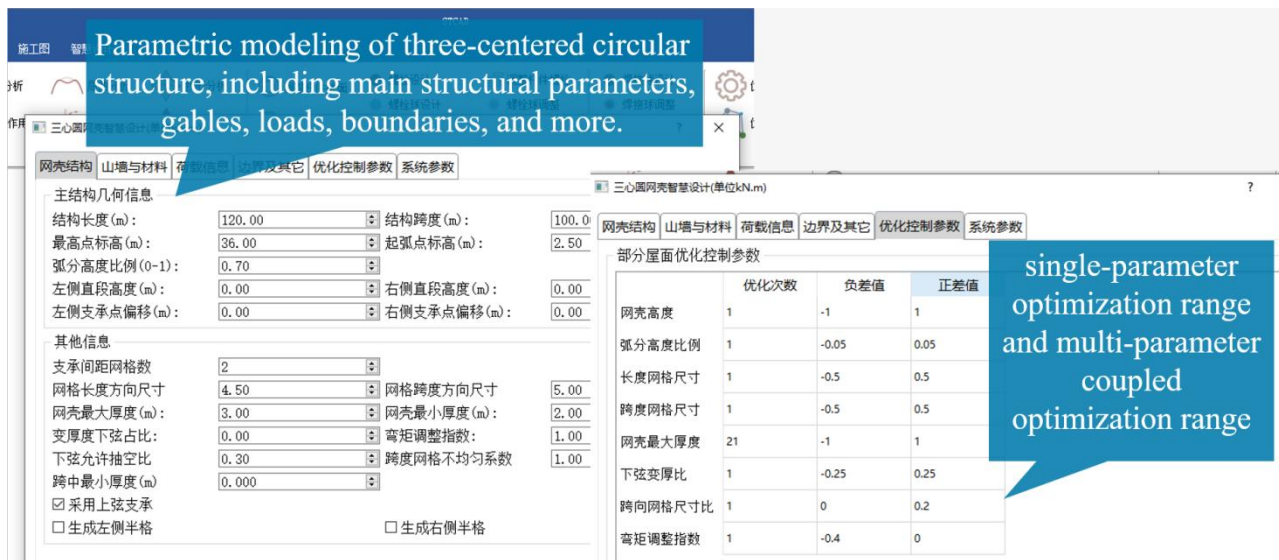 施工图
Parametric modeling of three-centered circular
structure, including main structural parameters,
gables, loads, boundaries, and more.
网壳结构 山墙与材料 荷载信息 边界及其它 优化控制参数 系统参数
主结构几何信息
结构长度(m): 120.00 结构跨度(m): 100.0
最高点标高(m): 36.00 起弧点标高(m): 2.50
弧分高度比例(0-1): 0.70
左侧直段高度(m): 0.00 右侧直段高度(m): 0.00
左侧支承点偏移(m): 0.00 右侧支承点偏移(m): 0.00
其他信息
支承间距网格数 2
网格长度方向尺寸 4.50 网格跨度方向尺寸 5.00
网壳最大厚度(m): 3.00 网壳最小厚度(m): 2.00
变厚度下弦占比: 0.00 弯矩调整指数: 1.00
下弦允许抽空比 0.30 跨度网格不均匀系数 1.00
跨中最小厚度(m) 0.000
采用上弦支承
生成左侧半格 生成右侧半格
三心圆网壳智慧设计(单位kN.m) ?
网壳结构 山墙与材料 荷载信息 边界及其它 优化控制参数 系统参数
部分屋面优化控制参数
优化次数 负差值 正差值
网壳高度 1 -1 1
弧分高度比例 1 -0.05 0.05
长度网格尺寸 1 -0.5 0.5
跨度网格尺寸 1 -0.5 0.5
网壳最大厚度 21 -1 1
下弦变厚比 1 -0.25 0.25
跨向网格尺寸比 1 0 0.2
弯矩调整指数 1 -0.4 0
single-parameter
optimization range
and multi-parameter
coupled
optimization range